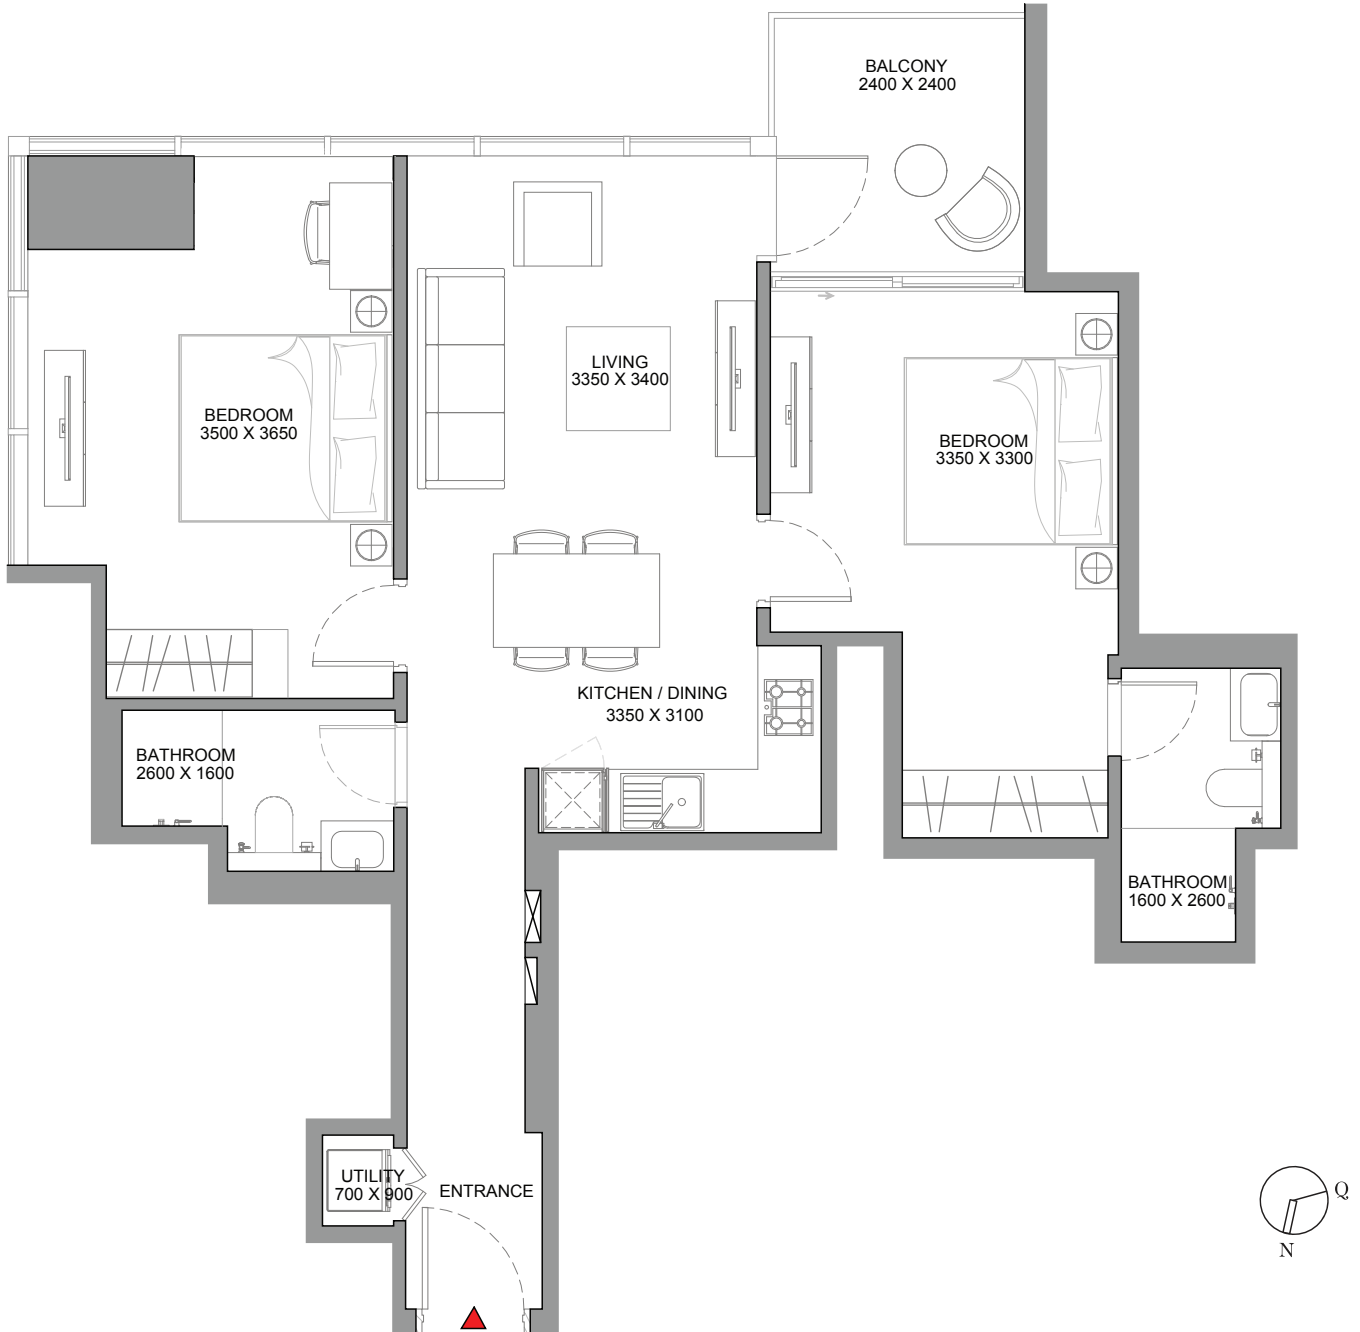 BALCONY
2400 X 2400
LIVING
3350 X 3400
BEDROOM
3500 X 3650
BEDROOM
3350 X 3300
KITCHEN / DINING
3350 X 3100
BATHROOM
2600 X 1600
BATHROOM
1600 X 2600
UTILITY
700 X 900
ENTRANCE
Q
N